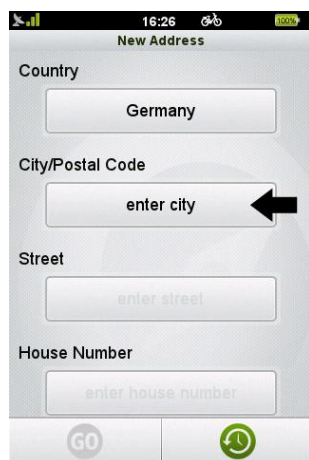 16:26
100%
New Address
Country
Germany
City/Postal Code
enter city
Street
enter street
House Number
enter house number
GO